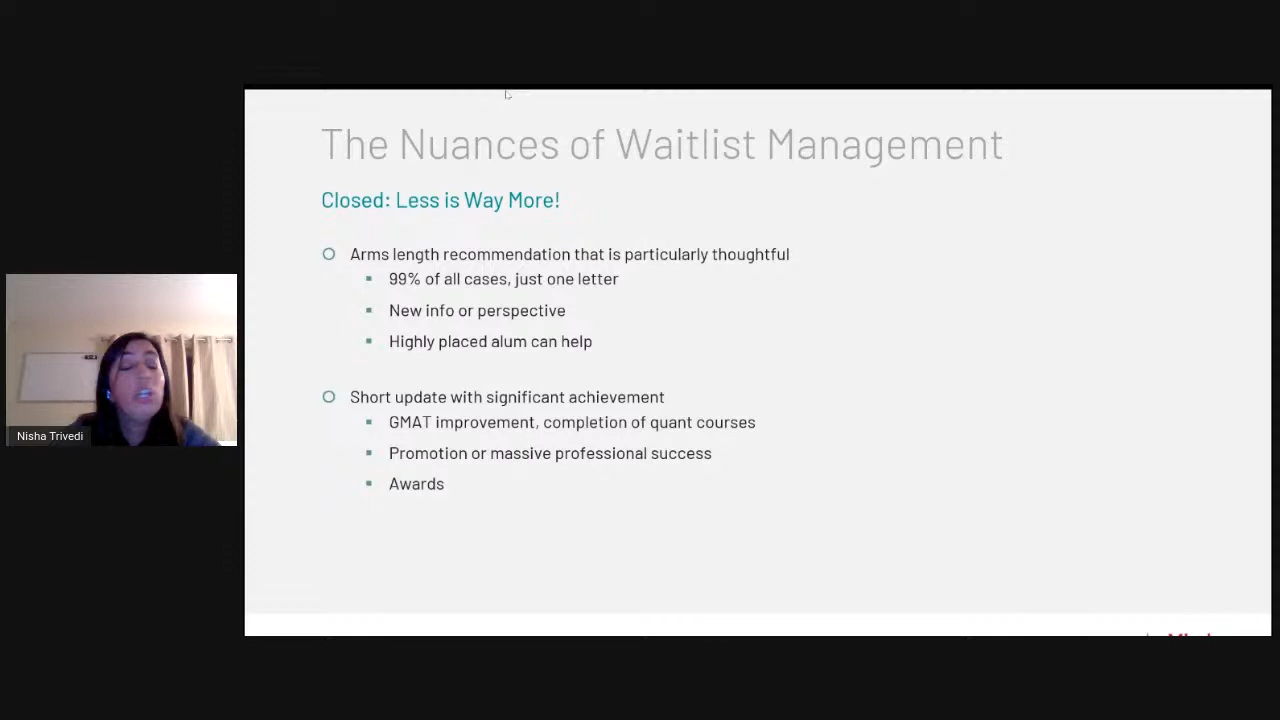 The Nuances of Waitlist Management
Closed: Less is Way More!
Arms length recommendation that is particularly thoughtful
99% of all cases, just one letter
New info or perspective
Highly placed alum can help
Short update with significant achievement
GMAT improvement, completion of quant courses
Promotion or massive professional success
Awards
Nisha Trivedi